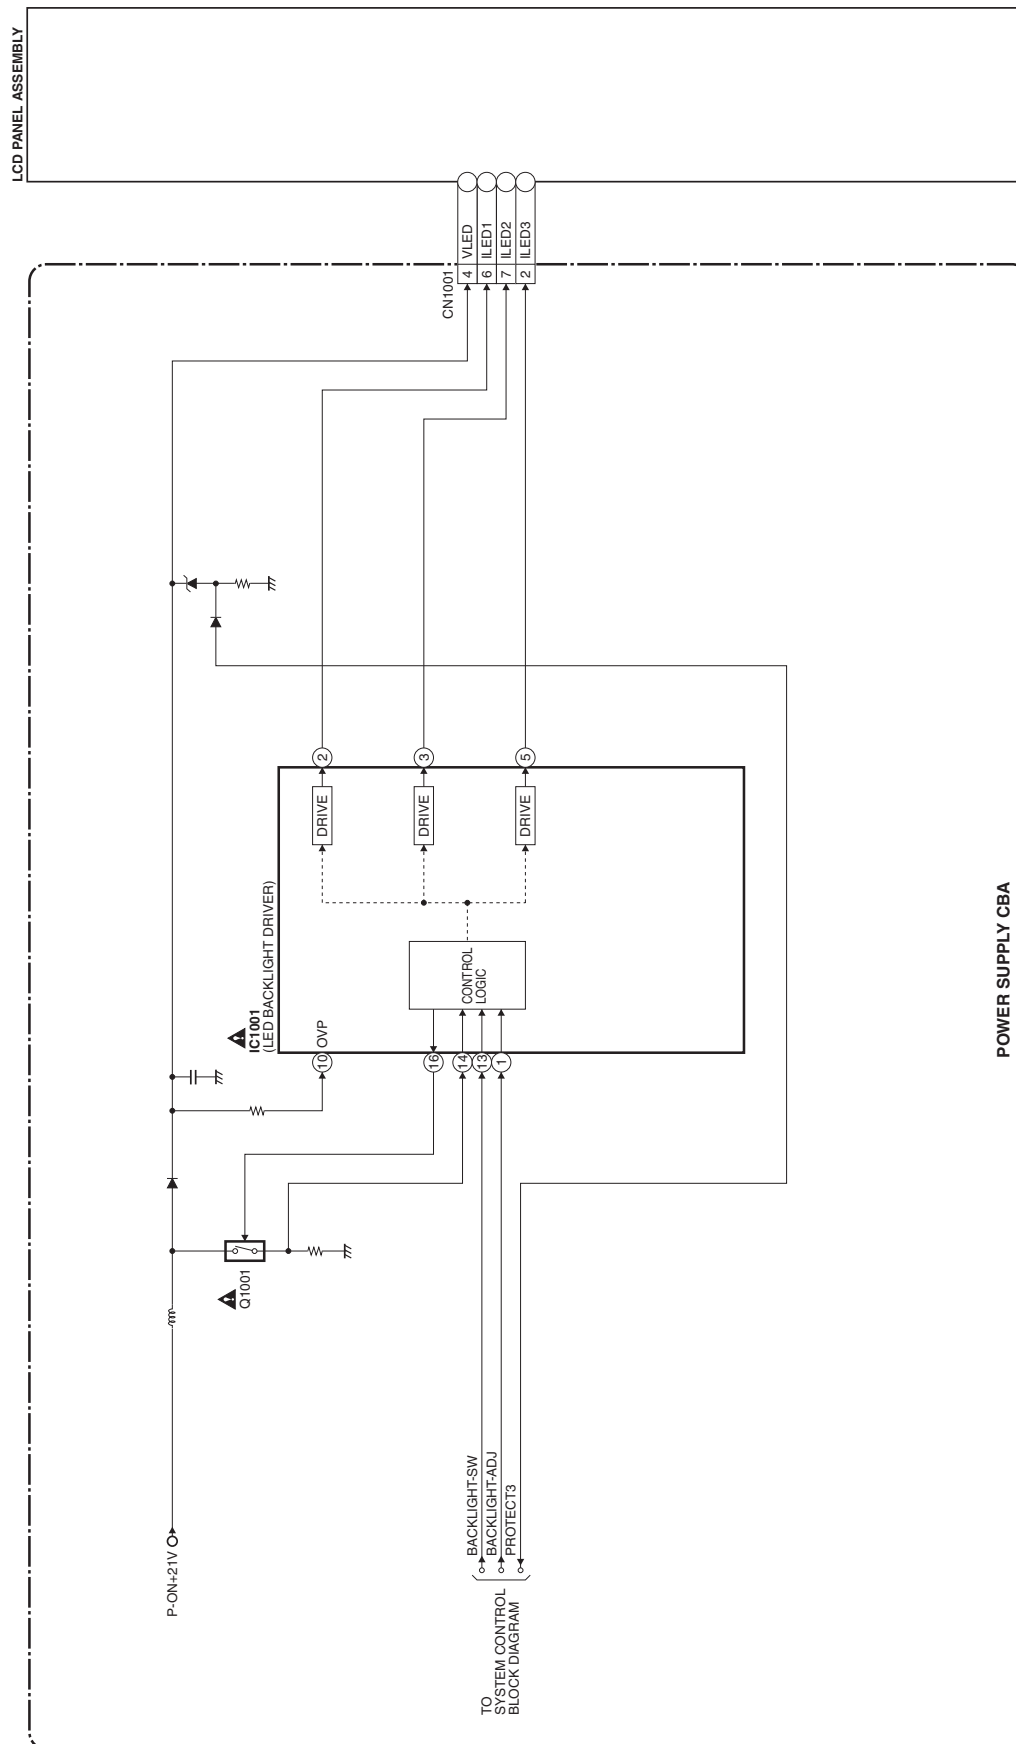 LCD PANEL ASSEMBLY
CN1001
4 VLED
6 ILED1
7 ILED2
2 ILED3
2
3
5
DRIVE
DRIVE
DRIVE
IC1001
(LED BACKLIGHT DRIVER)
CONTROL
LOGIC
10 OVP
16
14
13
1
Q1001
P-ON+21V
BACKLIGHT-SW
BACKLIGHT-ADJ
PROTECT3
TO
SYSTEM CONTROL
BLOCK DIAGRAM
POWER SUPPLY CBA